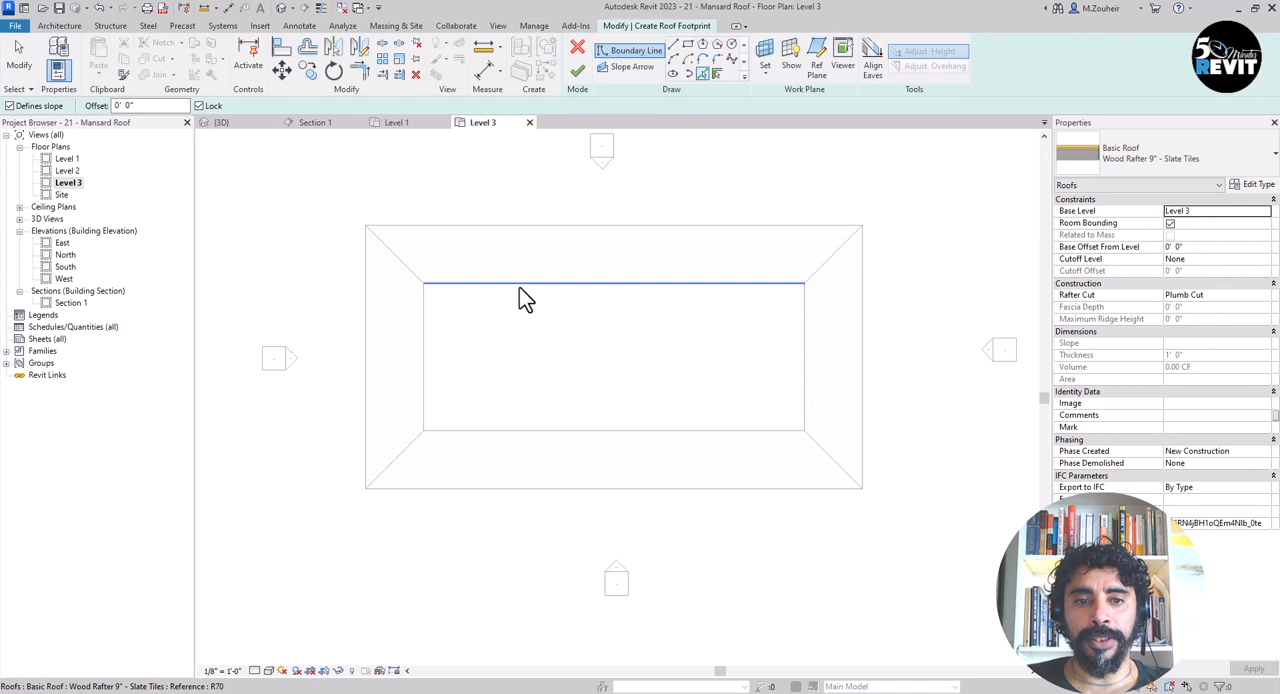 Autodesk Revit 2023 - 21 - Mansard Roof - Floor Plan: Level 3
M.Zouheir
File Architecture Structure Steel Precast Systems Insert Annotate Analyze Massing & Site Collaborate View Manage Add-Ins Modify | Create Roof Footprint
Modify
Paste
Notch
Cut
Join
Activate
Boundary Line
Slope Arrow
Set Show Ref Plane Viewer
Align Eaves
Adjust Height
Adjust Overhang
Select Properties Clipboard Geometry Controls Modify View Measure Create Mode Draw Work Plane Tools
5 Minutes
REVIT
Defines slope Offset: 0' 0" Lock
Project Browser - 21 - Mansard Roof
{3D} Section 1 Level 1 Level 3
Views (all)
Floor Plans
Level 1
Level 2
Level 3
Site
Ceiling Plans
3D Views
Elevations (Building Elevation)
East
North
South
West
Sections (Building Section)
Section 1
Legends
Schedules/Quantities (all)
Sheets (all)
Families
Groups
Revit Links
Properties
Basic Roof
Wood Rafter 9" - Slate Tiles
Roofs Edit Type
Constraints
Base Level Level 3
Room Bounding
Related to Mass
Base Offset From Level 0' 0"
Cutoff Level None
Cutoff Offset 0' 0"
Construction
Rafter Cut Plumb Cut
Fascia Depth 0' 0"
Maximum Ridge Height 0' 0"
Dimensions
Slope
Thickness 1' 0"
Volume 0.00 CF
Area
Identity Data
Image
Comments
Mark
Phasing
Phase Created New Construction
Phase Demolished None
IFC Parameters
Export to IFC By Type
Apply
1/8" = 1'-0"
Roofs : Basic Roof : Wood Rafter 9" - Slate Tiles : Reference : R70
:0 Main Model :0